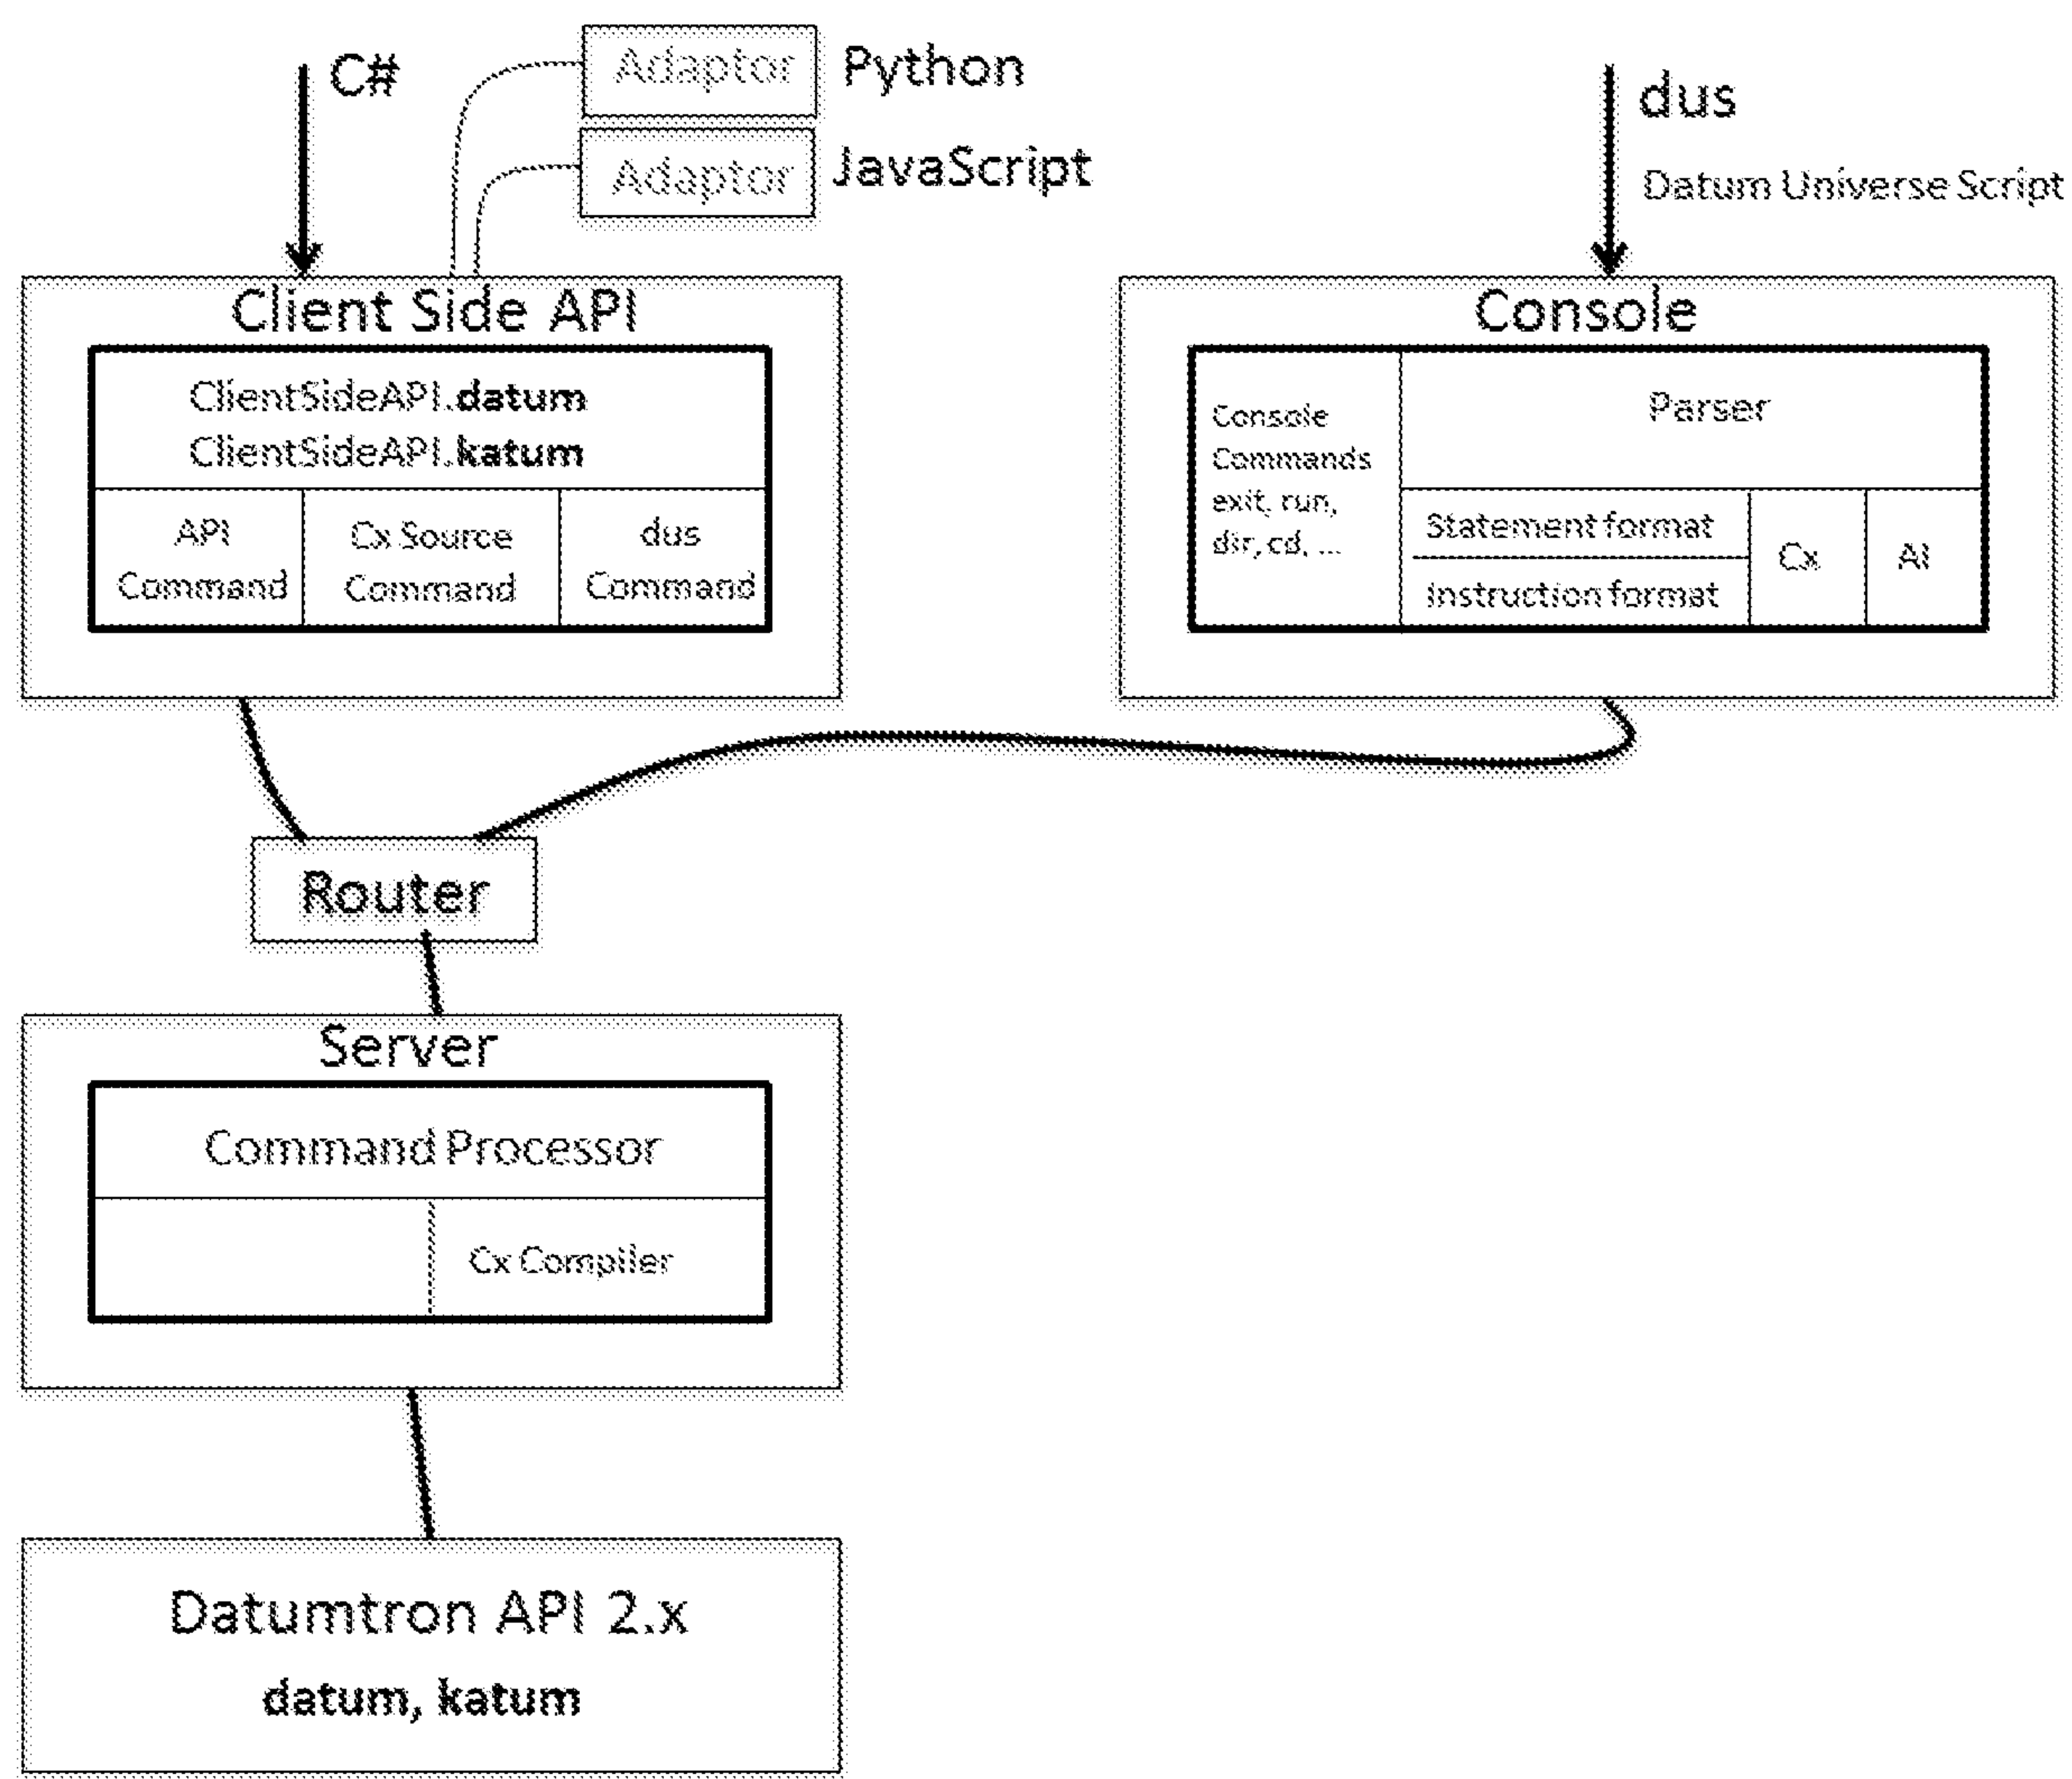 C#
Adaptor Python
Adaptor JavaScript
dus
Datum Universe Script
Client Side API
ClientSideAPI.datum
ClientSideAPI.katum
API
Command
Cx Source
Command
dus
Command
Console
Console
Commands
exit, run,
dir, cd, ...
Parser
Statement format
Instruction format
Cx
AI
Router
Server
Command Processor
Cx Compiler
Datumtron API 2.x
datum, katum